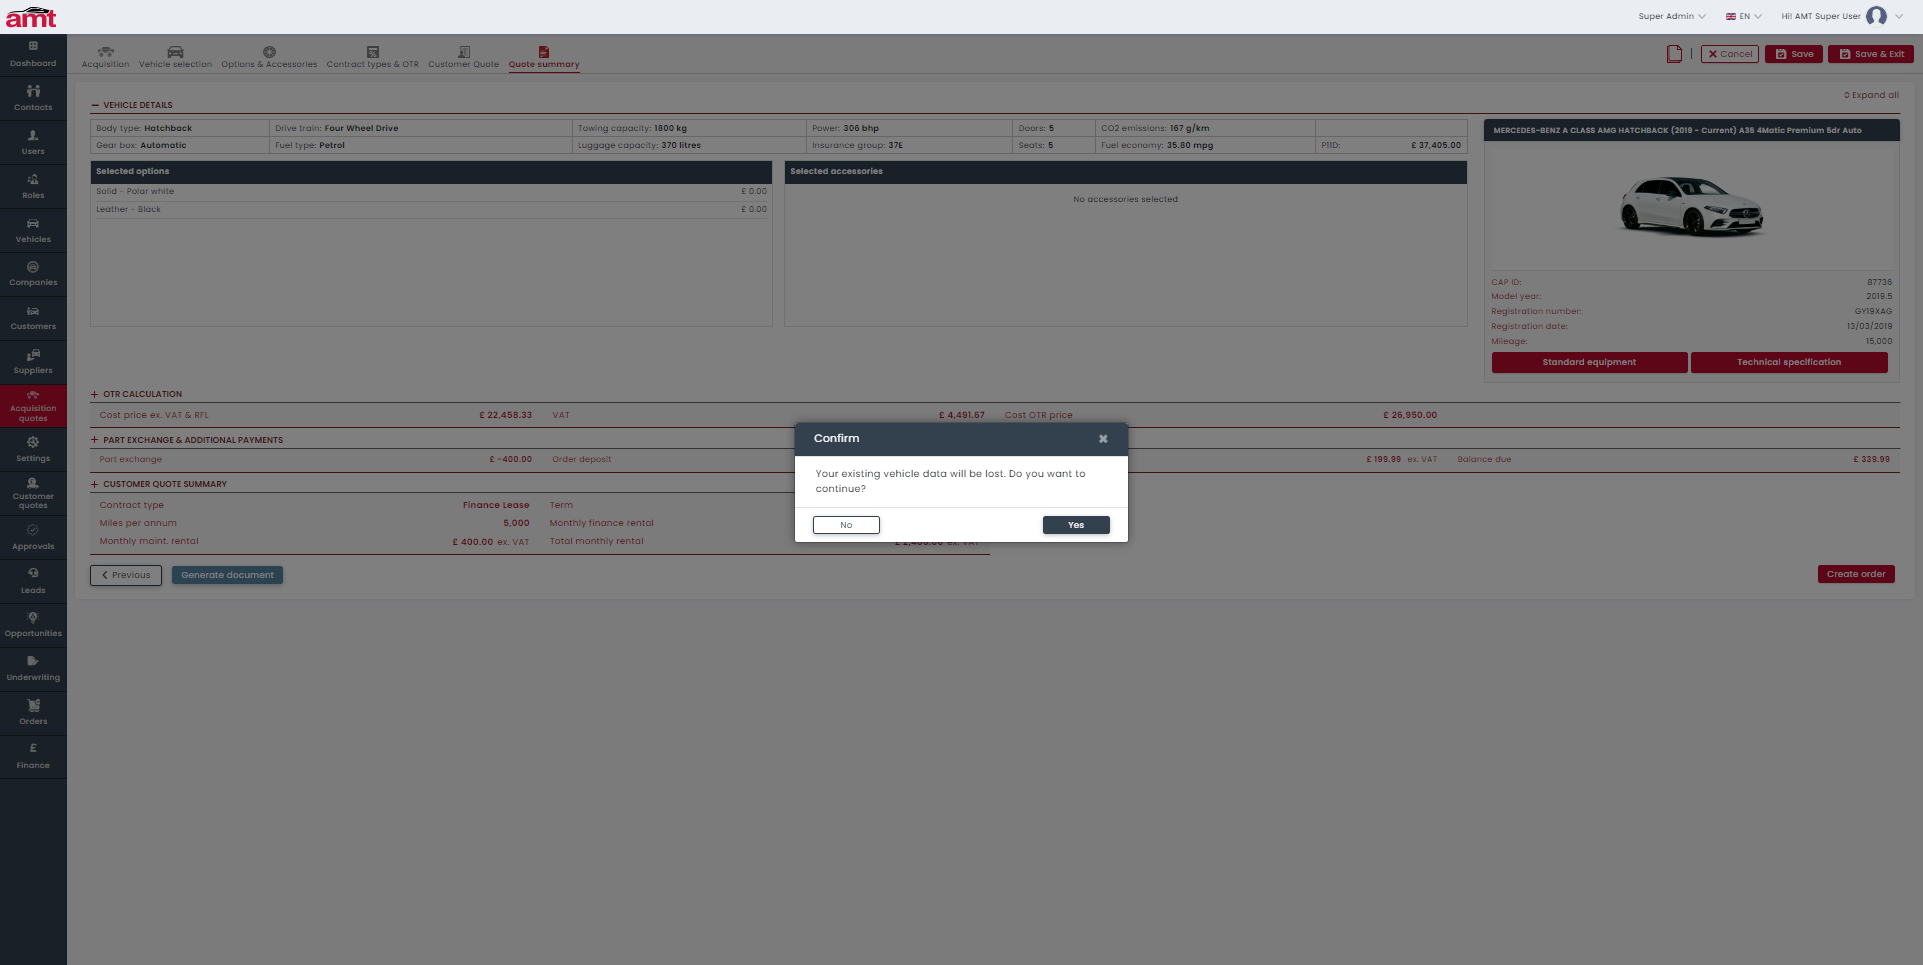 amt
Super Admin
EN
Hi! AMT Super User
Dashboard
Contacts
Users
Roles
Vehicles
Companies
Customers
Suppliers
Acquisition
quotes
Settings
Customer
quotes
Approvals
Leads
Opportunities
Underwriting
Orders
£
Finance
Acquisition
Vehicle selection
Options & Accessories
Contract types & OTR
Customer Quote
Quote summary
Cancel
Save
Save & Exit
Expand all
VEHICLE DETAILS
Body type: Hatchback
Drive train: Four Wheel Drive
Towing capacity: 1800 kg
Power: 306 bhp
Doors: 5
CO2 emissions: 167 g/km
Gear box: Automatic
Fuel type: Petrol
Luggage capacity: 370 litres
Insurance group: 37E
Seats: 5
Fuel economy: 35.80 mpg
P11D: £ 37,405.00
Selected options
Solid - Polar white £ 0.00
Leather - Black £ 0.00
Selected accessories
No accessories selected
MERCEDES-BENZ A CLASS AMG HATCHBACK (2019 - Current) A35 4Matic Premium 5dr Auto
CAP ID: 87736
Model year: 2019.5
Registration number: GY19XAG
Registration date: 13/03/2019
Mileage: 15,000
Standard equipment
Technical specification
OTR CALCULATION
Cost price ex. VAT & RFL £ 22,458.33 VAT £ 4,491.67 Cost OTR price £ 26,950.00
PART EXCHANGE & ADDITIONAL PAYMENTS
Part exchange £ -400.00 Order deposit £ 199.99 ex. VAT Balance due £ 339.99
CUSTOMER QUOTE SUMMARY
Contract type Finance Lease Term
Miles per annum 5,000 Monthly finance rental
Monthly maint. rental £ 400.00 ex. VAT Total monthly rental £ 2,400.00 ex. VAT
Confirm
Your existing vehicle data will be lost. Do you want to
continue?
No
Yes
Previous
Generate document
Create order